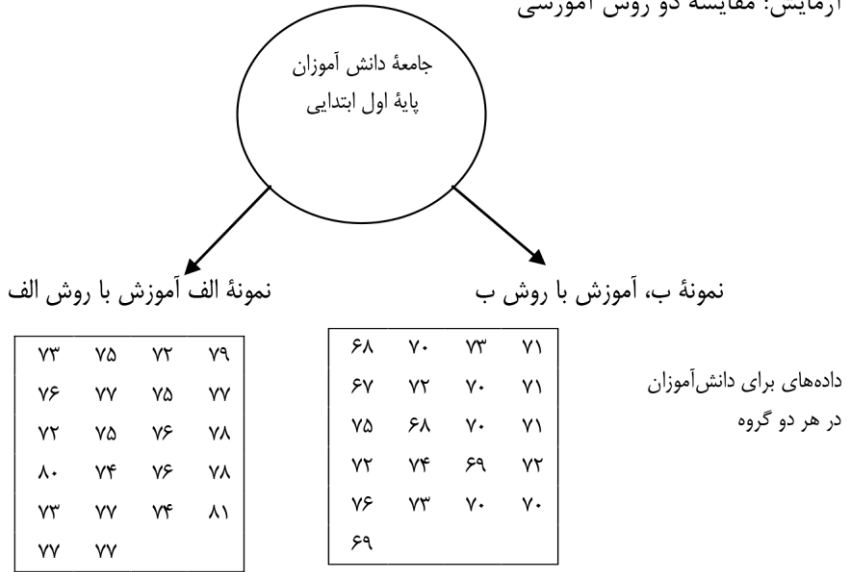 آزمایش: مقایسه دو روش آموزشی
جامعهٔ دانش آموزان
پایهٔ اول ابتدایی
نمونهٔ ب، آموزش با روش ب
نمونهٔ الف آموزش با روش الف
داده‌های برای دانش‌آموزان
در هر دو گروه
۶۸ ۷۰ ۷۳ ۷۱
۶۷ ۷۲ ۷۰ ۷۱
۷۵ ۶۸ ۷۰ ۷۱
۷۲ ۷۴ ۶۹ ۷۲
۷۶ ۷۳ ۷۰ ۷۰
۶۹
۷۳ ۷۵ ۷۲ ۷۹
۷۶ ۷۷ ۷۵ ۷۷
۷۲ ۷۵ ۷۶ ۷۸
۸۰ ۷۴ ۷۶ ۷۸
۷۳ ۷۷ ۷۴ ۸۱
۷۷ ۷۷